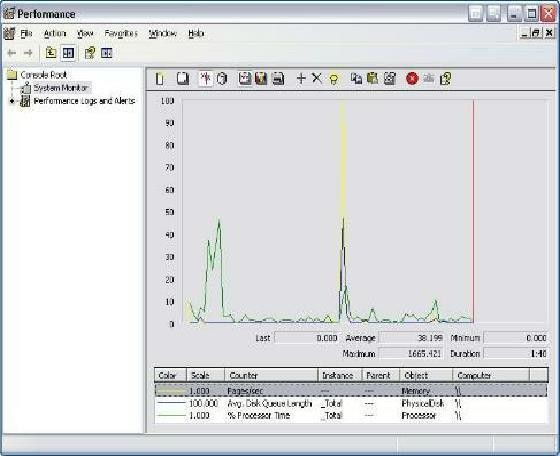 Performance
File Action View Favorites Window Help
Console Root
System Monitor
Performance Logs and Alerts
100
90
80
70
60
50
40
30
20
10
0
Last 0.000 Average 38.199 Minimum 0.000
Maximum 1665.421 Duration 1:40
Color Scale Counter Instance Parent Object Computer
1.000 Pages/sec --- --- Memory \\
100.000 Avg. Disk Queue Length _Total --- PhysicalDisk \\
1.000 % Processor Time _Total --- Processor \\